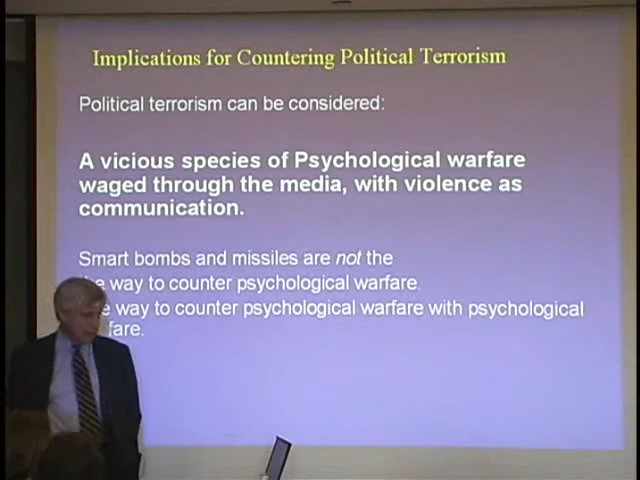 Implications for Countering Political Terrorism
Political terrorism can be considered:
A vicious species of Psychological warfare
waged through the media, with violence as
communication.
Smart bombs and missiles are not the
way to counter psychological warfare.
way to counter psychological warfare with psychological
fare.